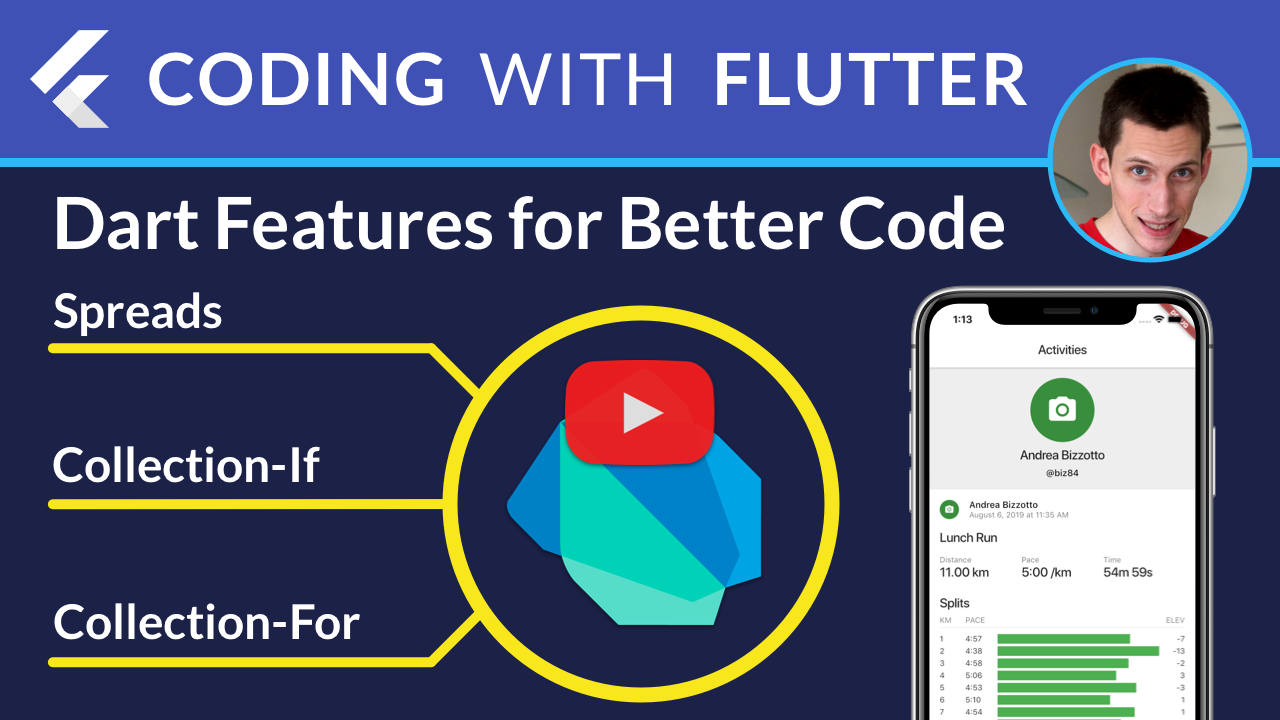 CODING WITH FLUTTER
Dart Features for Better Code
Spreads
Collection-If
Collection-For
1:13
Activities
Andrea Bizzotto
@biz84
Andrea Bizzotto
August 6, 2019 at 11:35 AM
Lunch Run
Distance Pace Time
11.00 km 5:00 /km 54m 59s
Splits
KM PACE ELEV
1 4:57 -7
2 4:38 -13
3 4:58 -2
4 5:06 3
5 4:53 -3
6 5:10 1
7 4:54 1